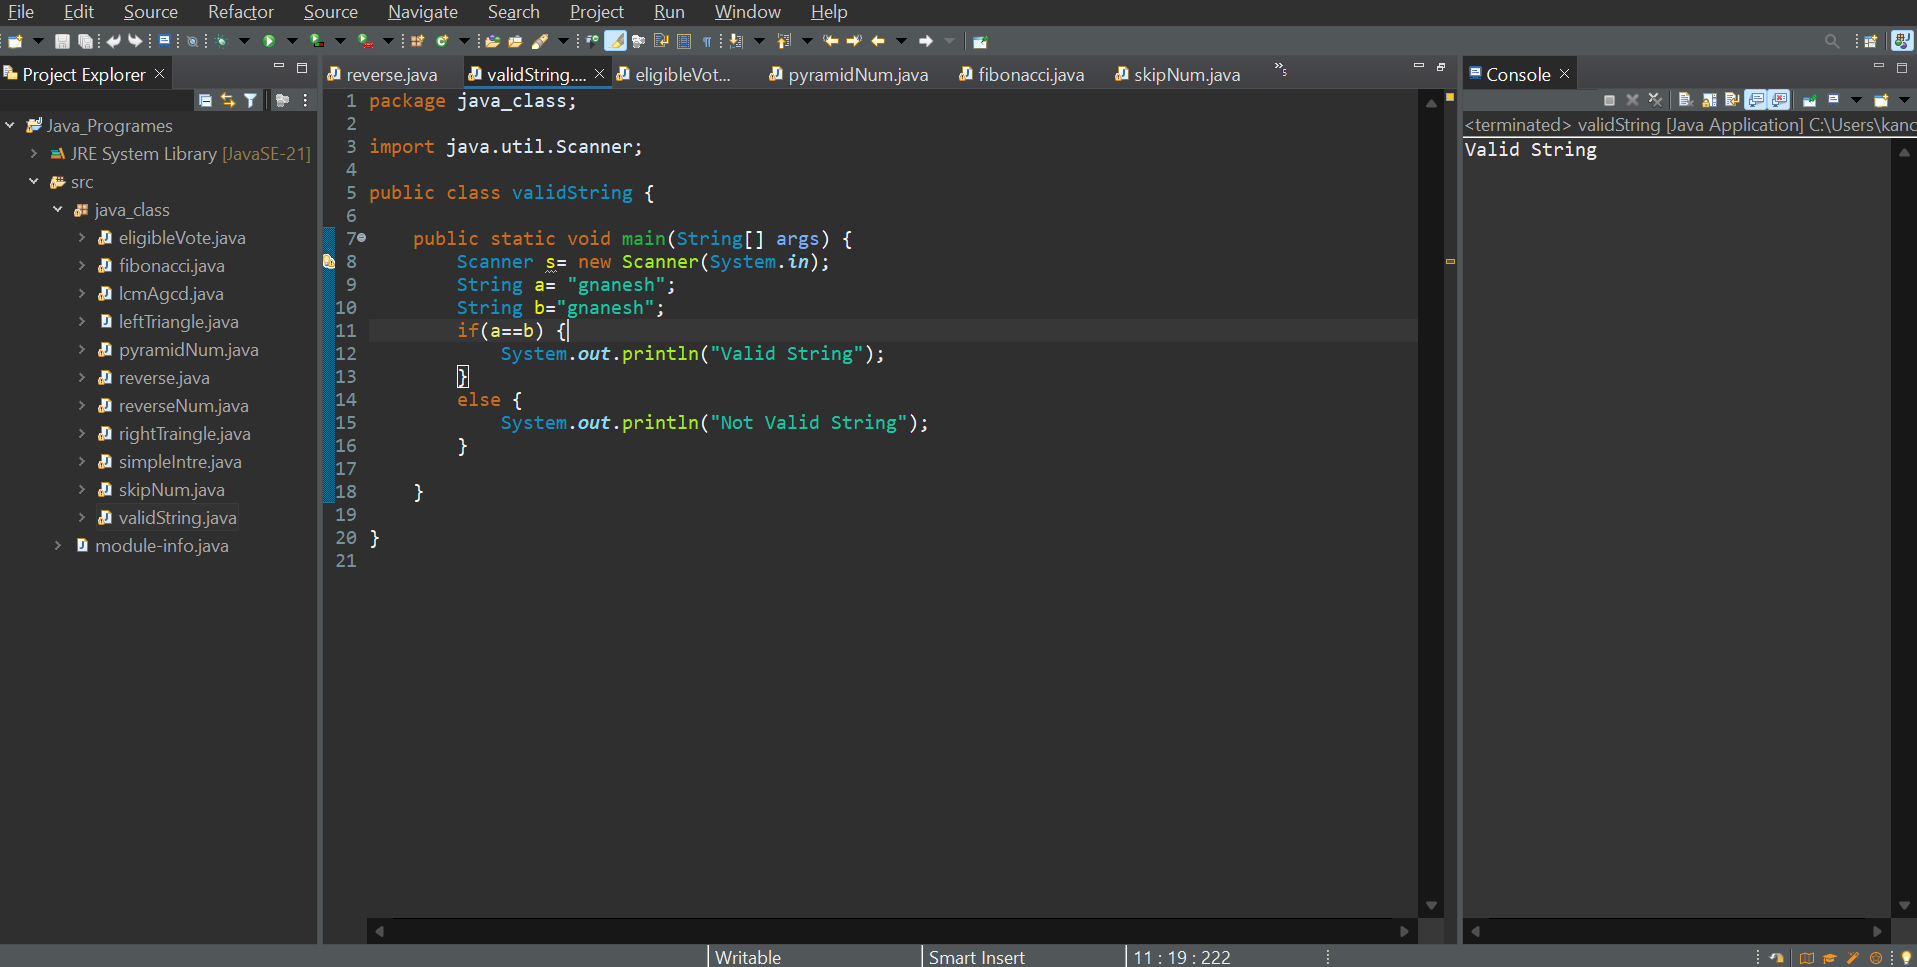 File Edit Source Refactor Source Navigate Search Project Run Window Help
Project Explorer
Java_Programes
JRE System Library [JavaSE-21]
src
java_class
eligibleVote.java
fibonacci.java
lcmAgcd.java
leftTriangle.java
pyramidNum.java
reverse.java
reverseNum.java
rightTraingle.java
simpleIntre.java
skipNum.java
validString.java
module-info.java
reverse.java validString.... eligibleVot... pyramidNum.java fibonacci.java skipNum.java »5
1 package java_class;
2
3 import java.util.Scanner;
4
5 public class validString {
6
7 public static void main(String[] args) {
8 Scanner s= new Scanner(System.in);
9 String a= "gnanesh";
10 String b="gnanesh";
11 if(a==b) {
12 System.out.println("Valid String");
13 }
14 else {
15 System.out.println("Not Valid String");
16 }
17
18 }
19
20 }
21
Console
<terminated> validString [Java Application] C:\Users\kanc
Valid String
Writable Smart Insert 11 : 19 : 222